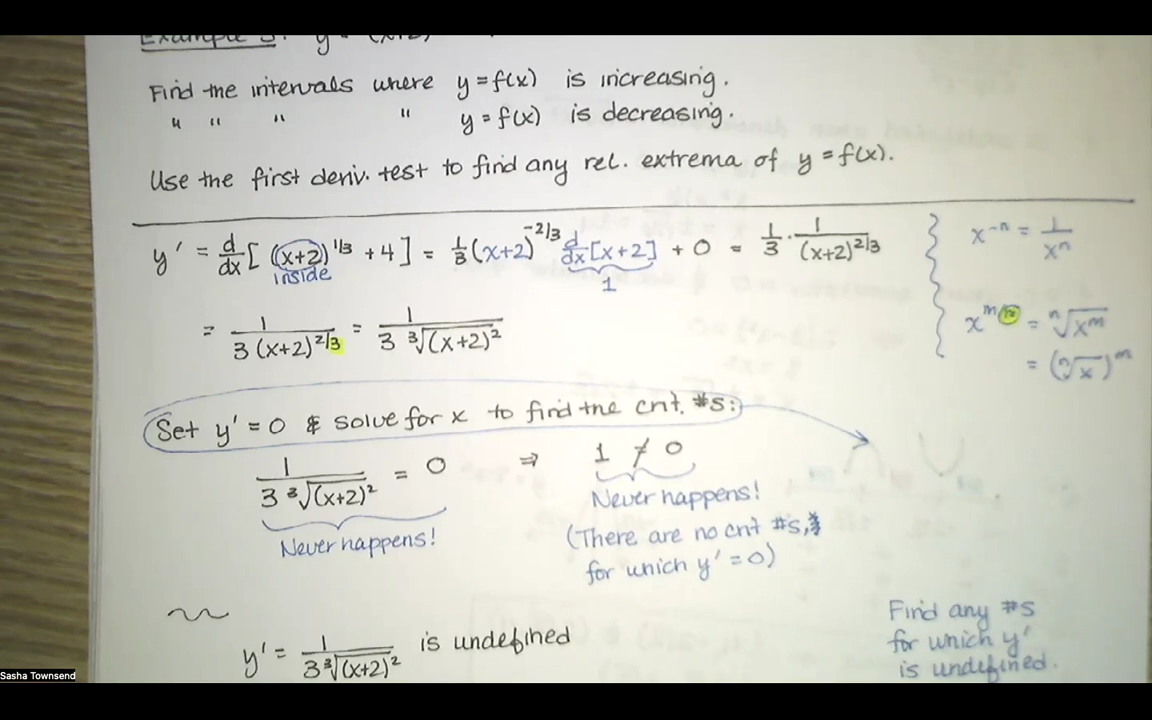 Example 3: y = (x+2)
Find the intervals where y = f(x) is increasing.
" " " " y = f(x) is decreasing.
Use the first deriv. test to find any rel. extrema of y = f(x).
y' = d/dx [ (x+2)^1/3 + 4 ] = 1/3 (x+2)^-2/3 d/dx [x+2] + 0 = 1/3 · 1/(x+2)^2/3
inside
1
x^-n = 1/x^n
= 1/(3 (x+2)^2/3) = 1/(3 ∛(x+2)²)
x^m/n = ⁿ√x^m
= (ⁿ√x)^m
Set y' = 0 & solve for x to find the crit. #s:
1/(3 ∛(x+2)²) = 0 ⇒ 1 ≠ 0
Never happens!
Never happens!
(There are no crit #s,
for which y' = 0)
Find any #s
for which y'
is undefined.
y' = 1/(3 ∛(x+2)²) is undefined
Sasha Townsend